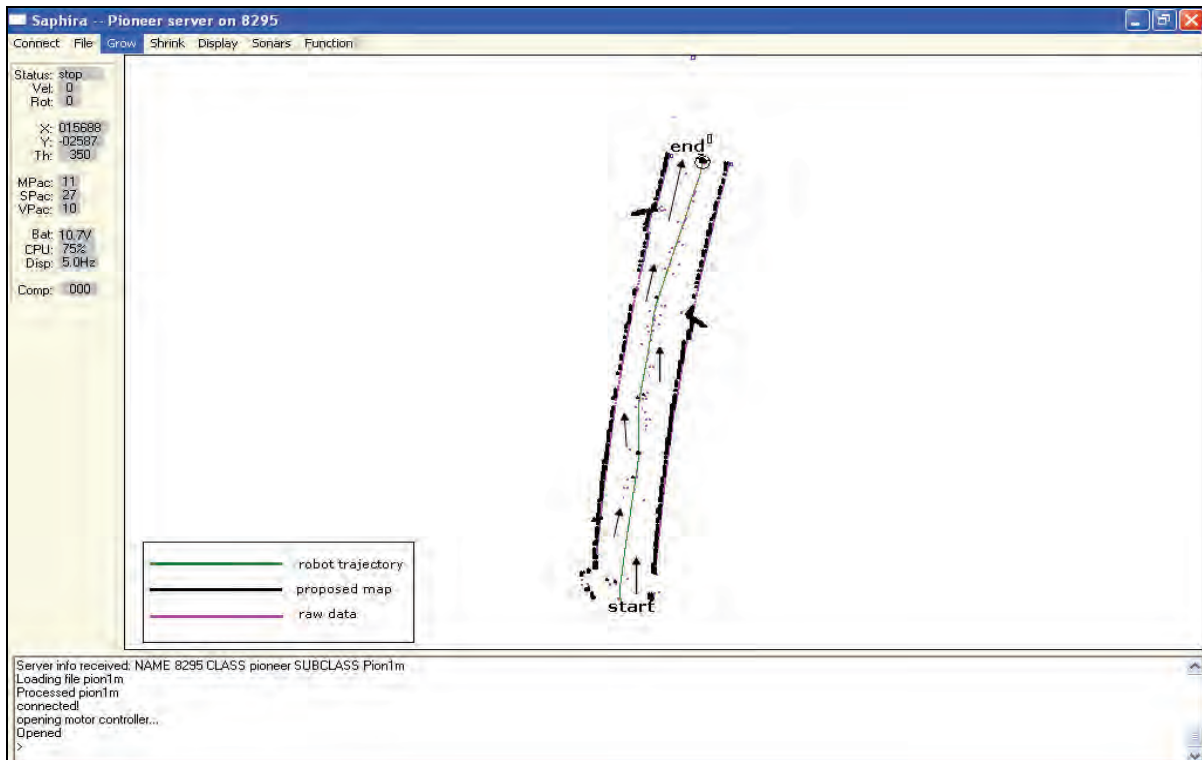 Saphira -- Pioneer server on 8295
Connect File Grow Shrink Display Sonars Function
Status: stop
Vel: 0
Rot: 0
X: 015688
Y: -02587
Th: 350
MPac: 11
SPac: 27
VPac: 10
Bat: 10.7V
CPU: 75%
Disp: 5.0Hz
Comp: 000
end
start
robot trajectory
proposed map
raw data
Server info received: NAME 8295 CLASS pioneer SUBCLASS Pion1m
Loading file pion1m
Processed pion1m
connected!
opening motor controller...
Opened
>